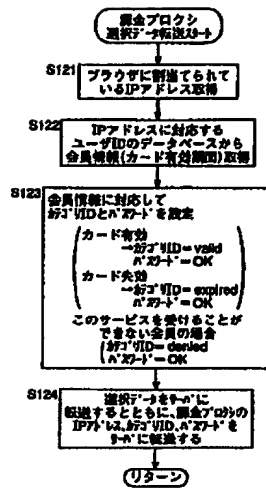 課金プロクシ
選択データ転送スタート
S121
ブラウザに割当てられて
いるIPアドレス取得
S122
IPアドレスに対応する
ユーザIDのデータベースから
会員情報(カード有効期間)取得
S123
会員情報に対応して
カテゴリIDとパスワードを設定
カード有効
→カテゴリID=valid
パスワード=OK
カード失効
→カテゴリID=expired
パスワード=OK
このサービスを受けることが
できない会員の場合
カテゴリID=denied
パスワード=OK
S124
選択データをサーバに
転送するとともに、課金プロクシの
IPアドレス、カテゴリID、パスワードを
サーバに転送する
リターン